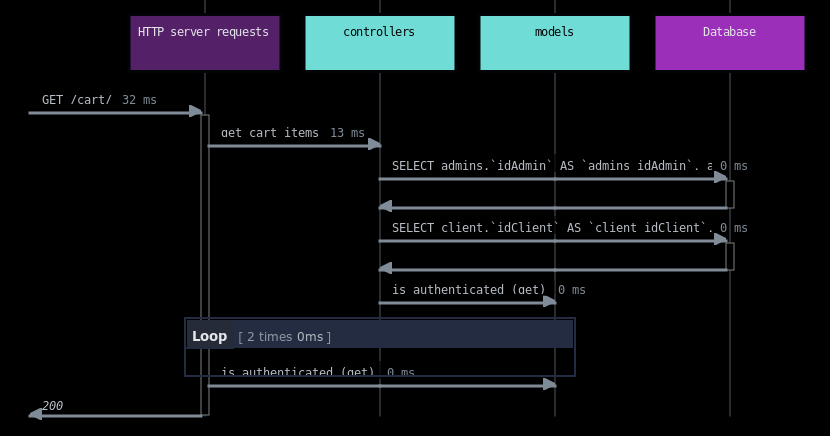 HTTP server requests
controllers
models
Database
GET /cart/ 32 ms
get cart items 13 ms
SELECT admins.`idAdmin` AS `admins idAdmin`. a 0 ms
SELECT client.`idClient` AS `client idClient`. 0 ms
is authenticated (get) 0 ms
Loop [ 2 times 0ms ]
is authenticated (get) 0 ms
200